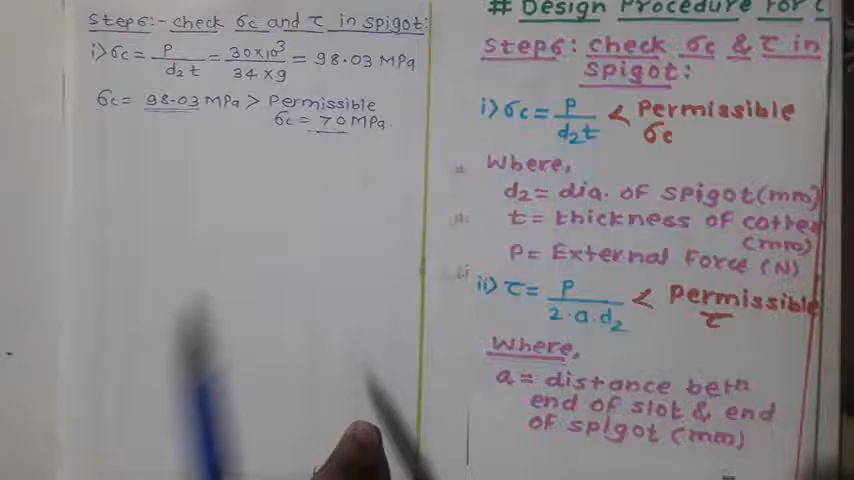 Step6:- check σc and τ in spigot:
i) σc = P / d2 t = 30×10³ / 34×9 = 98.03 MPa
σc = 98.03 MPa > Permissible
σc = 70 MPa.
# Design Procedure For
Step6: check σc & τ in
spigot:
i) σc = P / d2t < Permissible
σc
Where,
d2 = dia. of spigot(mm)
t = thickness of cotter
(mm)
P = External Force (N)
ii) τ = P / 2.a.d2 < Permissible
τ
Where,
a = distance betn
end of slot & end
of spigot (mm)